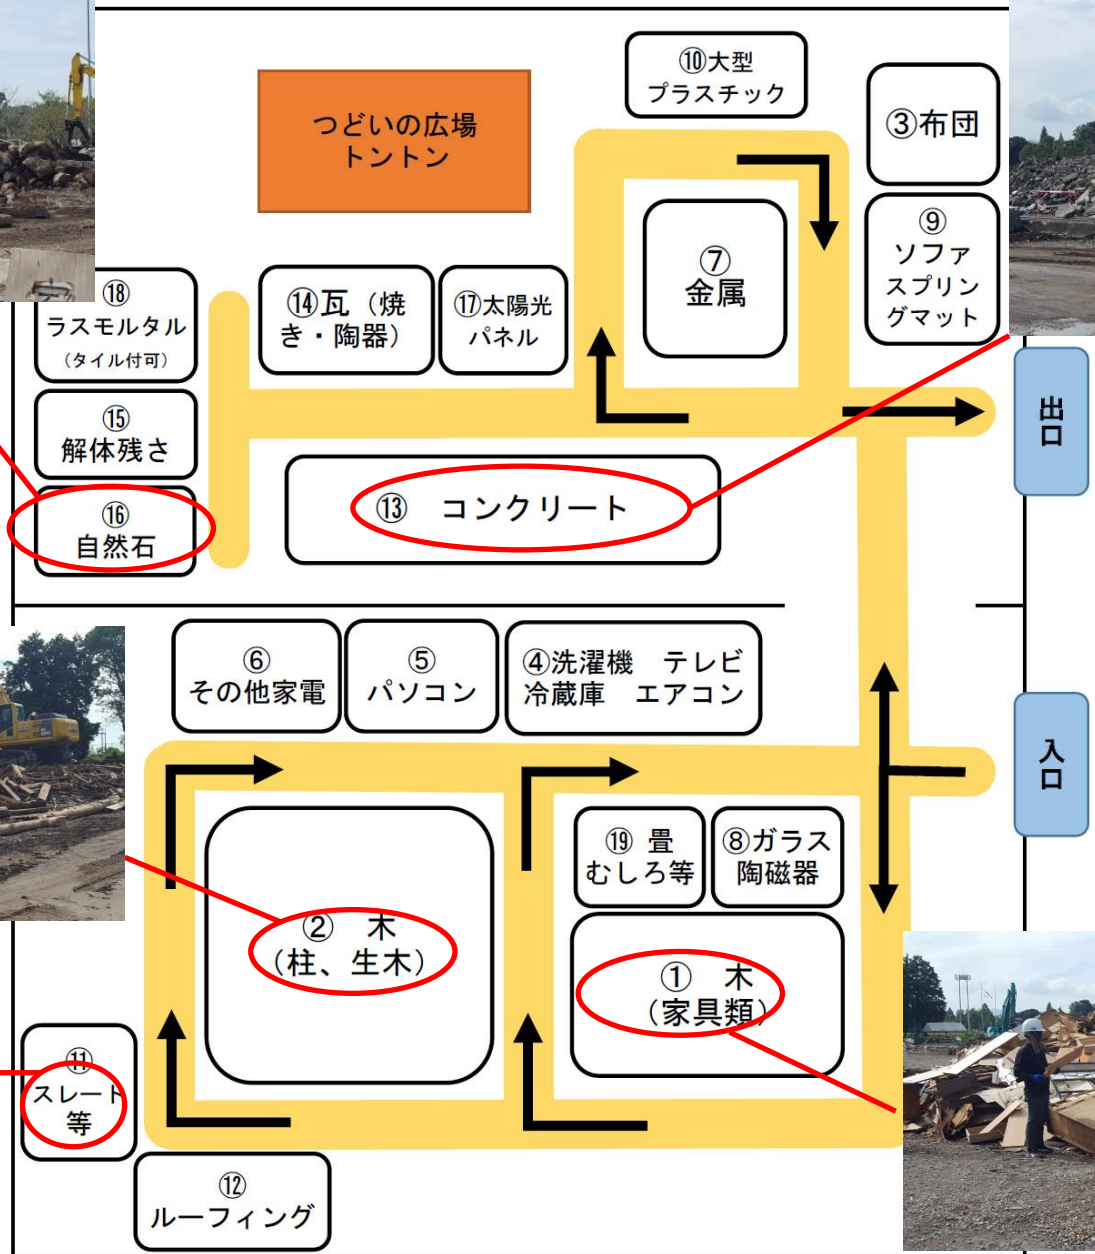 ⑩大型
プラスチック
③布団
つどいの広場
トントン
⑨
ソファ
スプリン
グマット
⑦
金属
⑱
ラスモルタル
（タイル付可）
⑭瓦（焼
き・陶器）
⑰太陽光
パネル
出口
⑮
解体残さ
⑬　コンクリート
⑯
自然石
⑥
その他家電
⑤
パソコン
④洗濯機　テレビ
冷蔵庫　エアコン
入口
⑲ 畳
むしろ等
⑧ガラス
陶磁器
②　木
（柱、生木）
①　木
（家具類）
⑪
スレート
等
⑫
ルーフィング